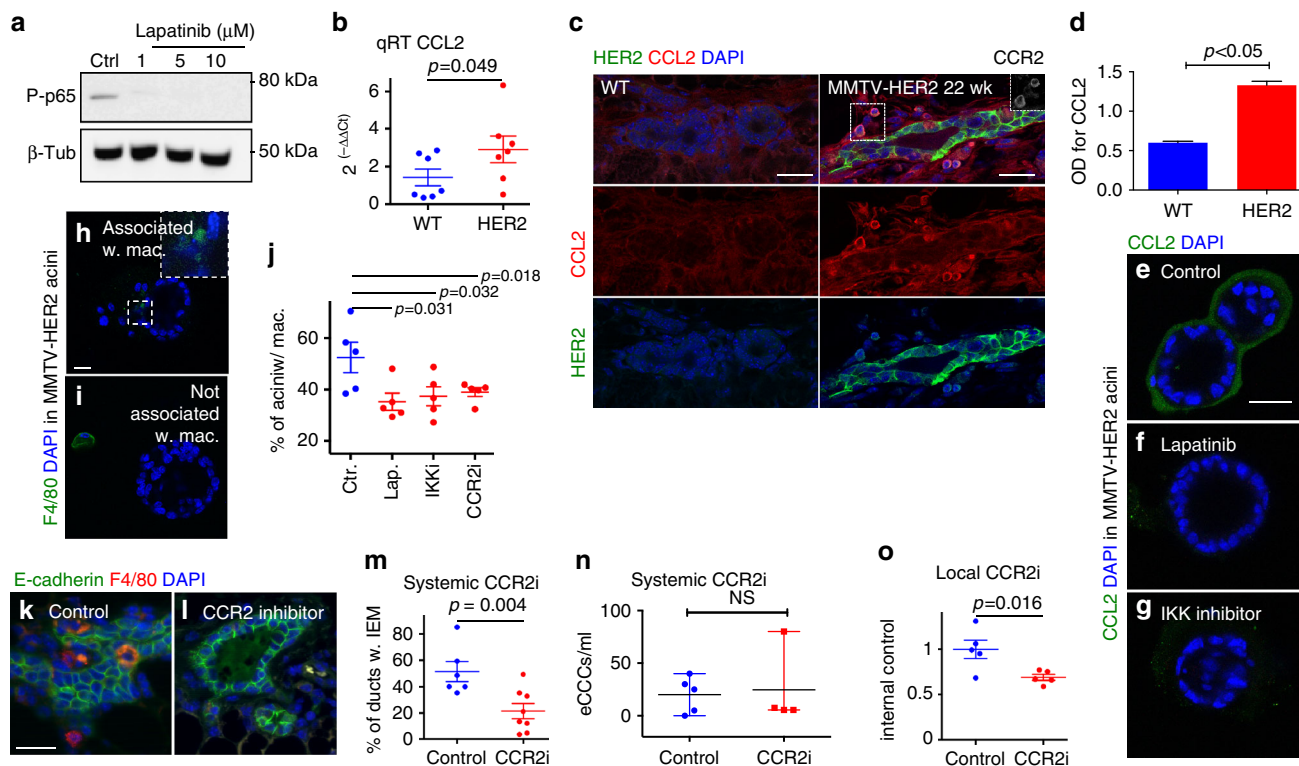 a
Lapatinib (μM)
Ctrl 1 5 10
80 kDa
P-p65
β-Tub
50 kDa
b
qRT CCL2
p=0.049
2 (−ΔΔCt)
6
4
2
0
WT HER2
c
HER2 CCL2 DAPI
CCR2
WT
MMTV-HER2 22 wk
CCL2
HER2
d
p<0.05
OD for CCL2
1.5
1.0
0.5
0.0
WT HER2
CCL2 DAPI
e Control
f Lapatinib
g IKK inhibitor
CCL2 DAPI in MMTV-HER2 acini
h Associated
w. mac.
i Not
associated
w. mac.
F4/80 DAPI in MMTV-HER2 acini
j
p=0.018
p=0.032
p=0.031
% of aciniw/ mac.
60
40
20
Ctr.
Lap.
IKKi
CCR2i
E-cadherin F4/80 DAPI
k Control
l CCR2 inhibitor
m
Systemic CCR2i
p = 0.004
% of ducts w. IEM
100
80
60
40
20
0
Control CCR2i
n
Systemic CCR2i
NS
eCCCs/ml
100
50
0
Control CCR2i
o
Local CCR2i
p=0.016
internal control
1
0.5
0
Control CCR2i